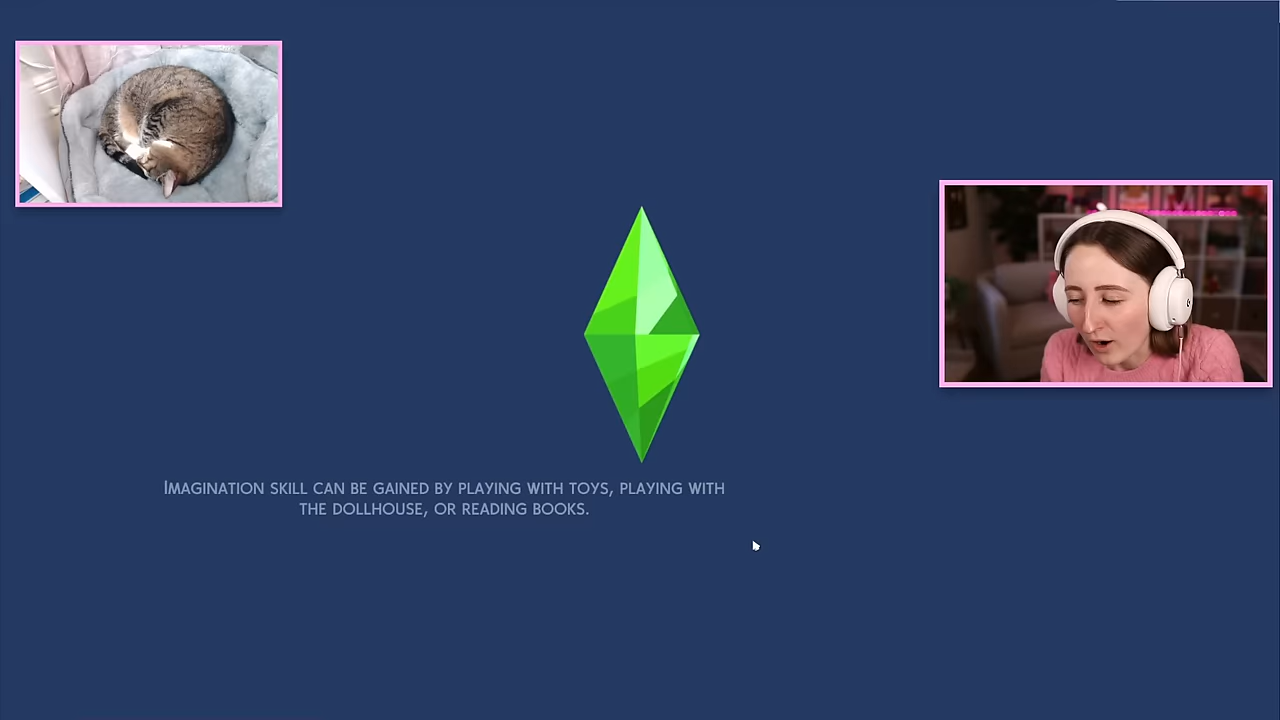 Imagination skill can be gained by playing with toys, playing with
the dollhouse, or reading books.